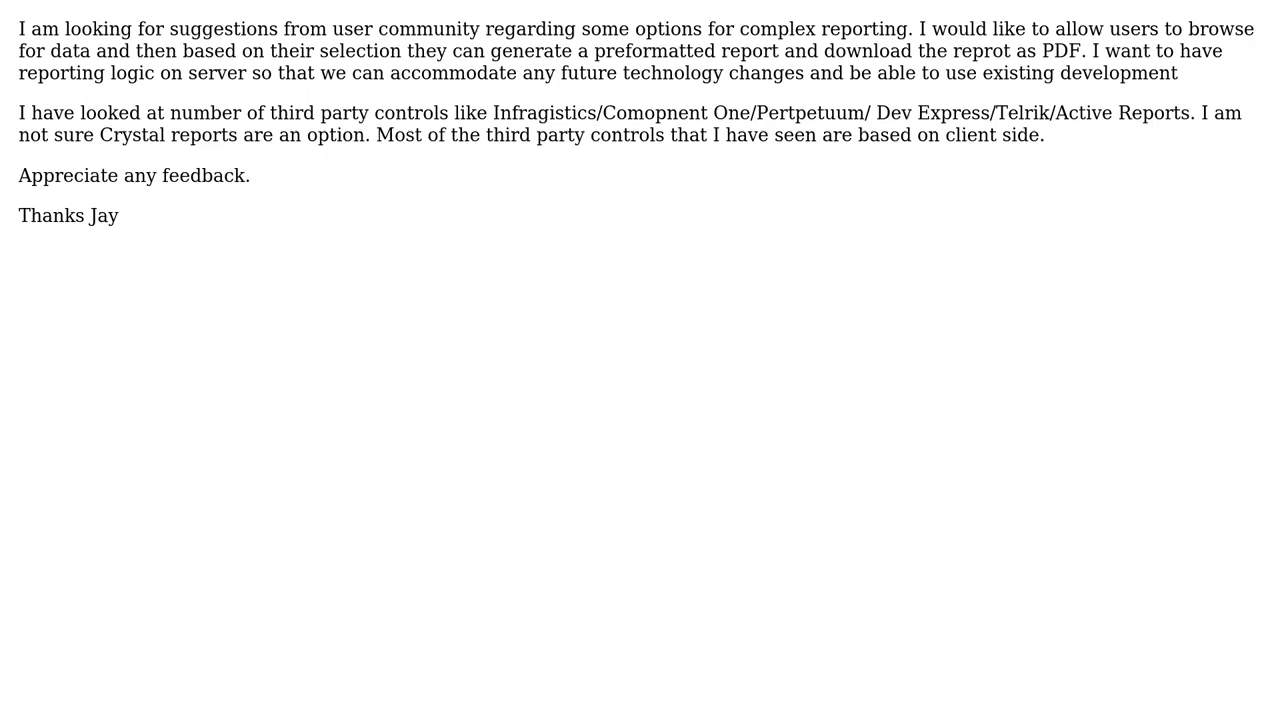 I am looking for suggestions from user community regarding some options for complex reporting. I would like to allow users to browse
for data and then based on their selection they can generate a preformatted report and download the reprot as PDF. I want to have
reporting logic on server so that we can accommodate any future technology changes and be able to use existing development
I have looked at number of third party controls like Infragistics/Comopnent One/Pertpetuum/ Dev Express/Telrik/Active Reports. I am
not sure Crystal reports are an option. Most of the third party controls that I have seen are based on client side.
Appreciate any feedback.
Thanks Jay